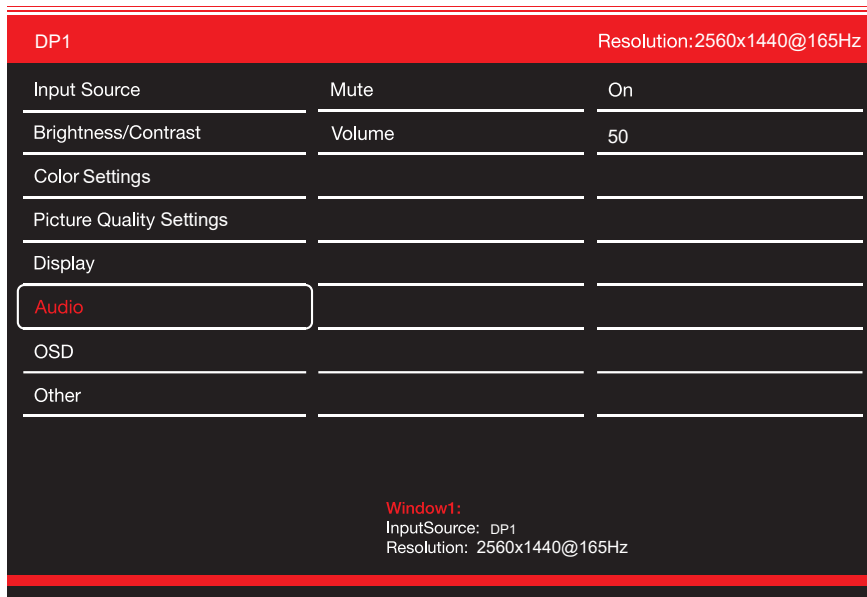 DP1 Resolution:2560x1440@165Hz
Input Source Mute On
Brightness/Contrast Volume 50
Color Settings
Picture Quality Settings
Display
Audio
OSD
Other
Window1:
InputSource: DP1
Resolution: 2560x1440@165Hz